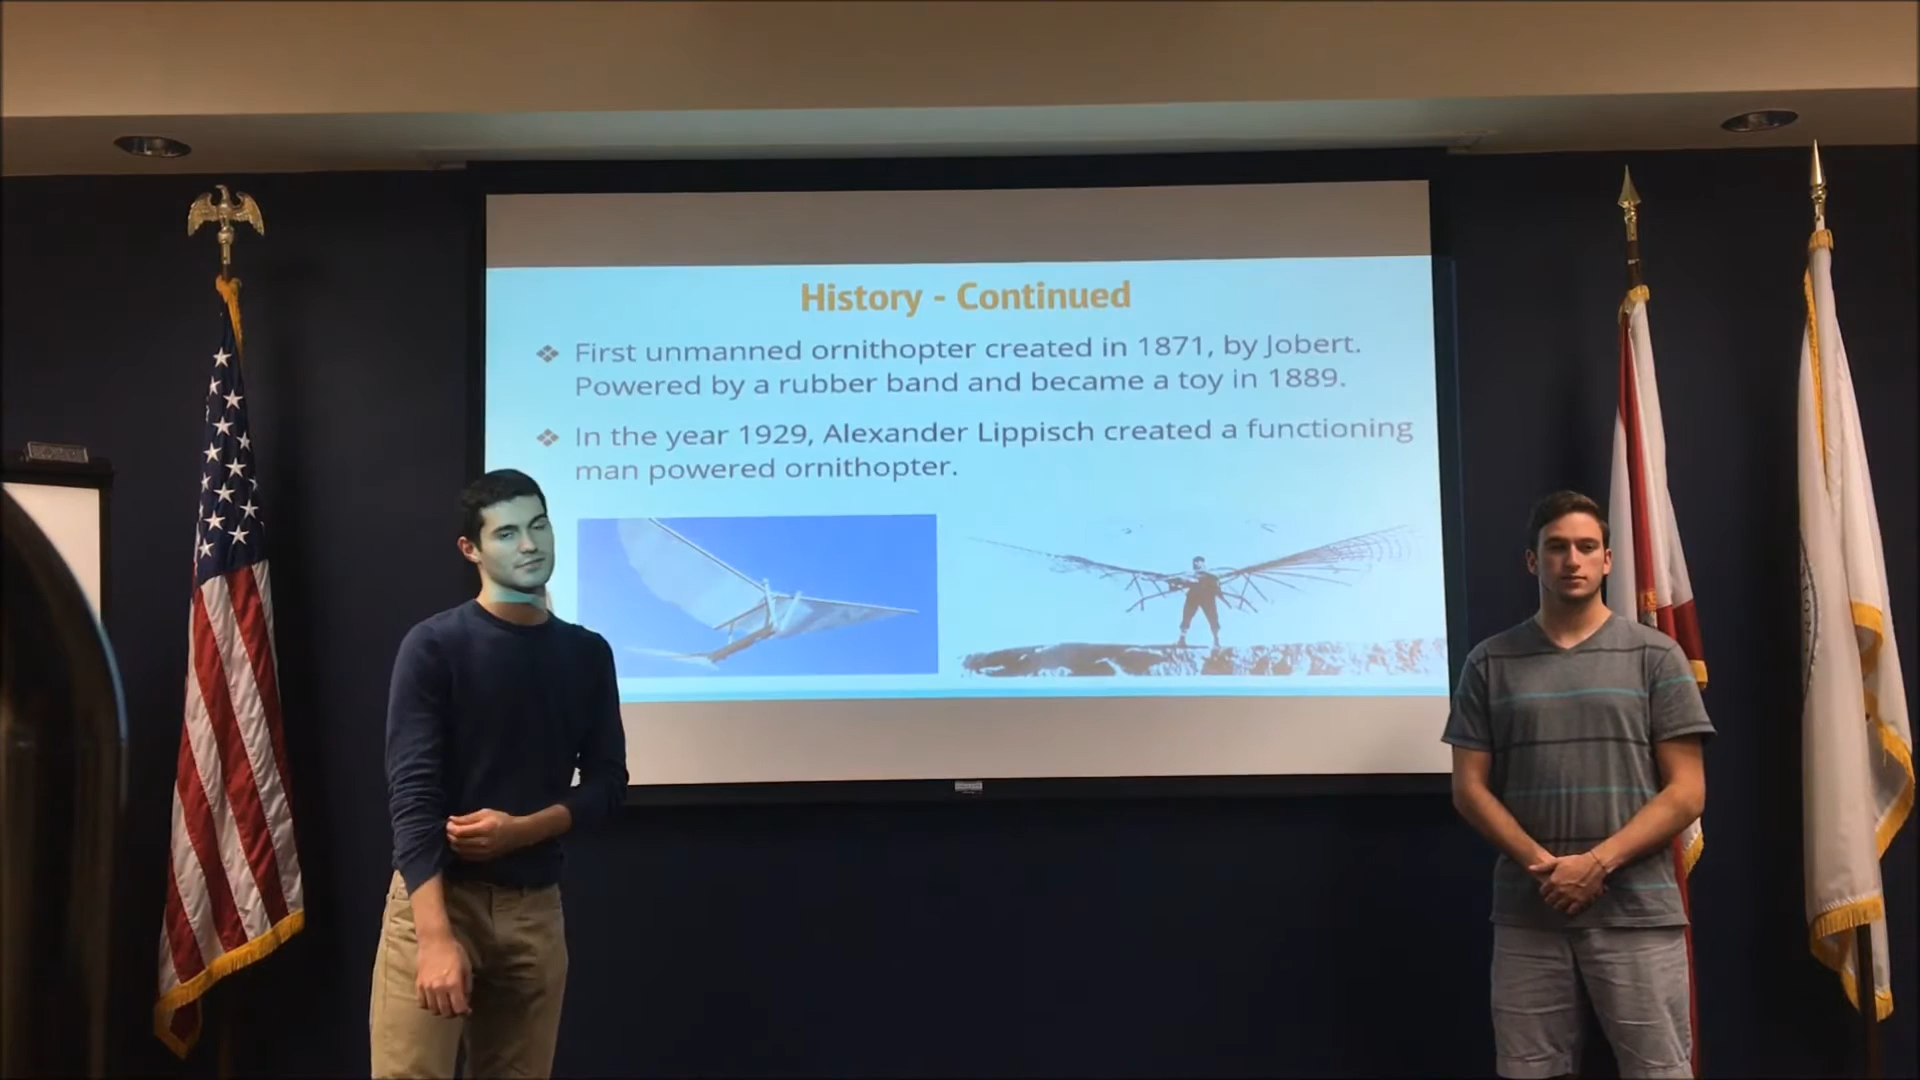 History - Continued
First unmanned ornithopter created in 1871, by Jobert.
Powered by a rubber band and became a toy in 1889.
In the year 1929, Alexander Lippisch created a functioning
man powered ornithopter.